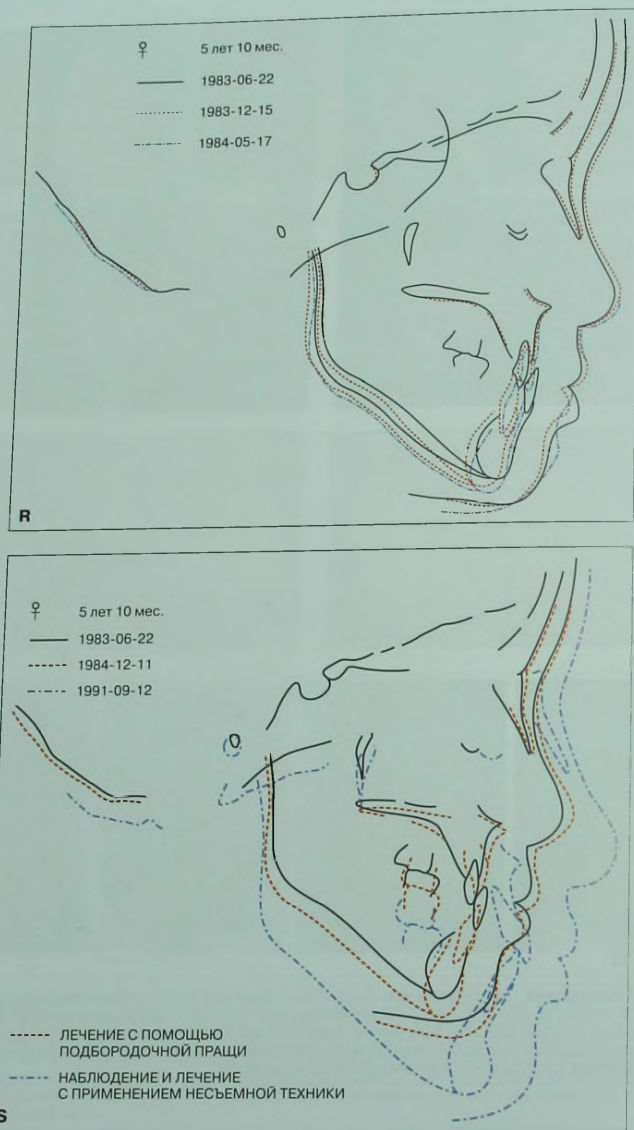 ♀ 5 лет 10 мес.
1983-06-22
1983-12-15
1984-05-17
R
♀ 5 лет 10 мес.
1983-06-22
1984-12-11
1991-09-12
ЛЕЧЕНИЕ С ПОМОЩЬЮ
ПОДБОРОДОЧНОЙ ПРАЩИ
НАБЛЮДЕНИЕ И ЛЕЧЕНИЕ
С ПРИМЕНЕНИЕМ НЕСЪЕМНОЙ ТЕХНИКИ
S